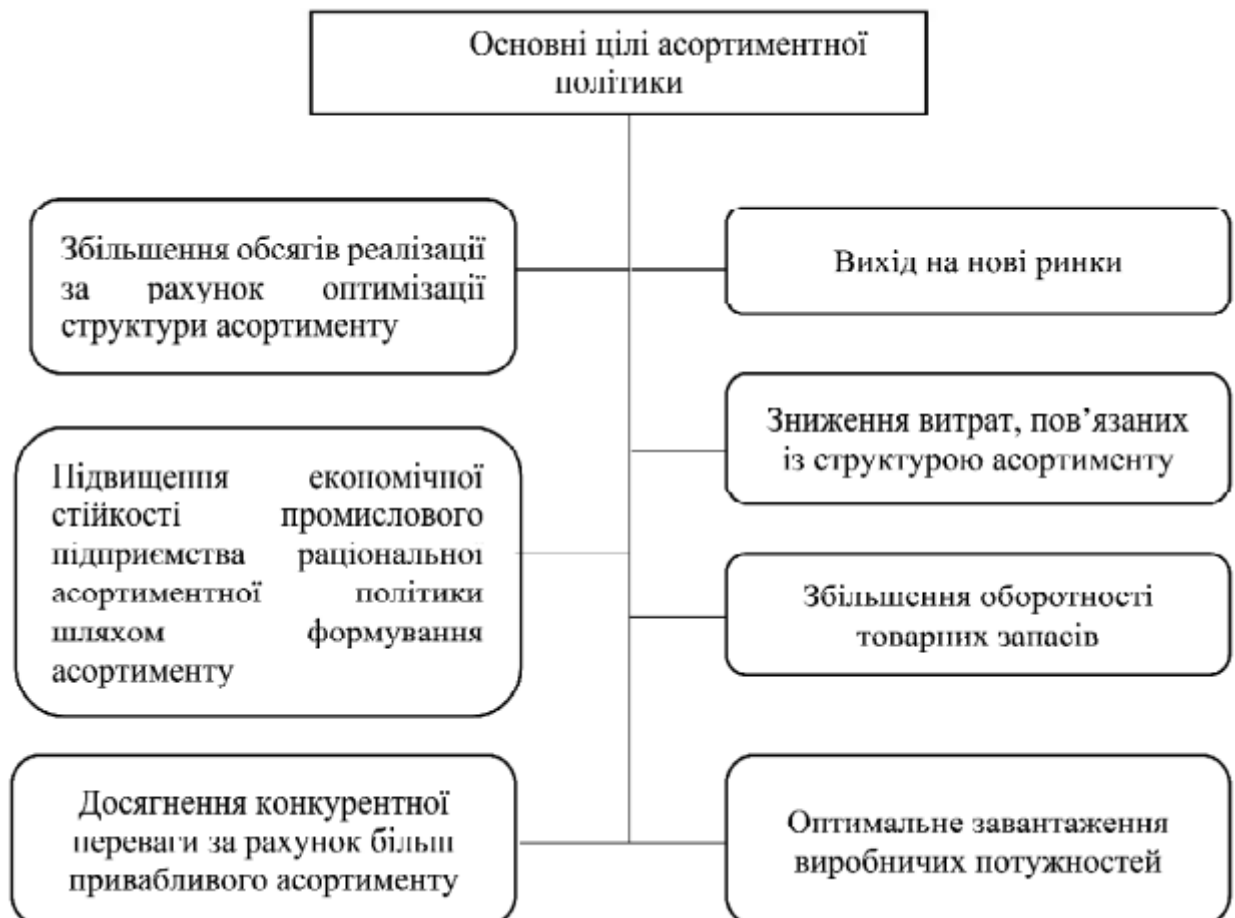 Основні цілі асортиментної
політики
Збільшення обсягів реалізації
за рахунок оптимізації
структури асортименту
Вихід на нові ринки
Зниження витрат, пов’язаних
із структурою асортименту
Підвищення економічної
стійкості промислового
підприємства раціональної
асортиментної політики
шляхом формування
асортименту
Збільшення оборотності
товарних запасів
Досягнення конкурентної
переваги за рахунок більш
привабливого асортименту
Оптимальне завантаження
виробничих потужностей